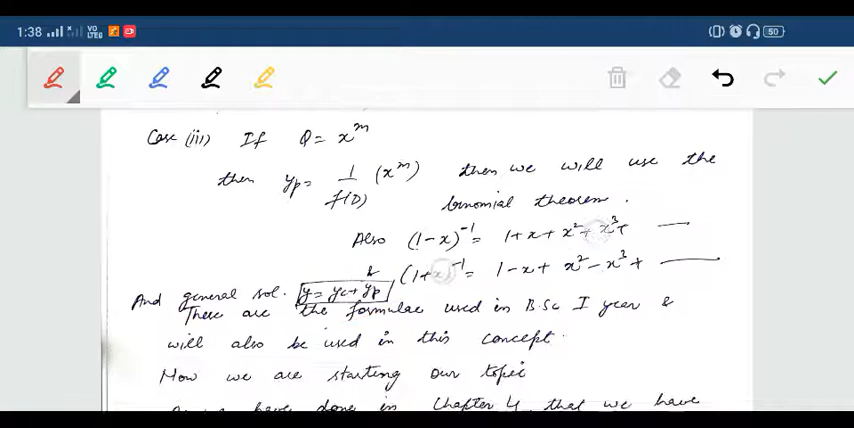 1:38 VO LTEG 50
Case (iii) If Q = x^m
then yp = 1/f(D) (x^m) then we will use the
binomial theorem.
Also (1-x)^-1 = 1+x+x^2+x^3+ —
& (1+x)^-1 = 1-x+x^2-x^3+ —
And general sol. y = yc+yp
These are the formulae used in B.Sc I year &
will also be used in this concept.
Now we are starting our topic
have done in Chapter 4, that we have